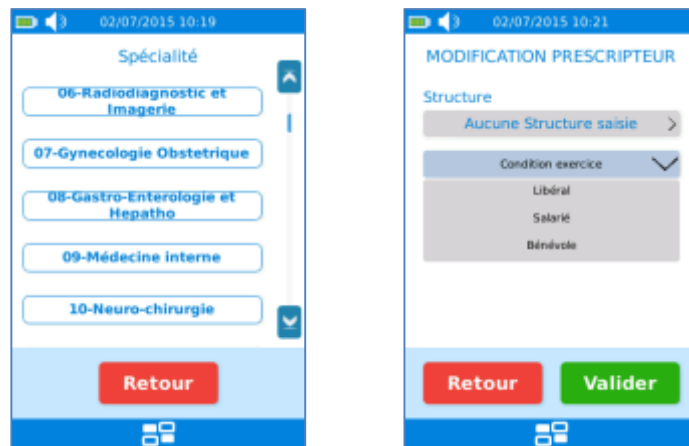 02/07/2015 10:19
Spécialité
06-Radiodiagnostic et
Imagerie
07-Gynecologie Obstetrique
08-Gastro-Enterologie et
Hepatho
09-Médecine interne
10-Neuro-chirurgie
Retour
02/07/2015 10:21
MODIFICATION PRESCRIPTEUR
Structure
Aucune Structure saisie
Condition exercice
Libéral
Salarié
Bénévole
Retour Valider